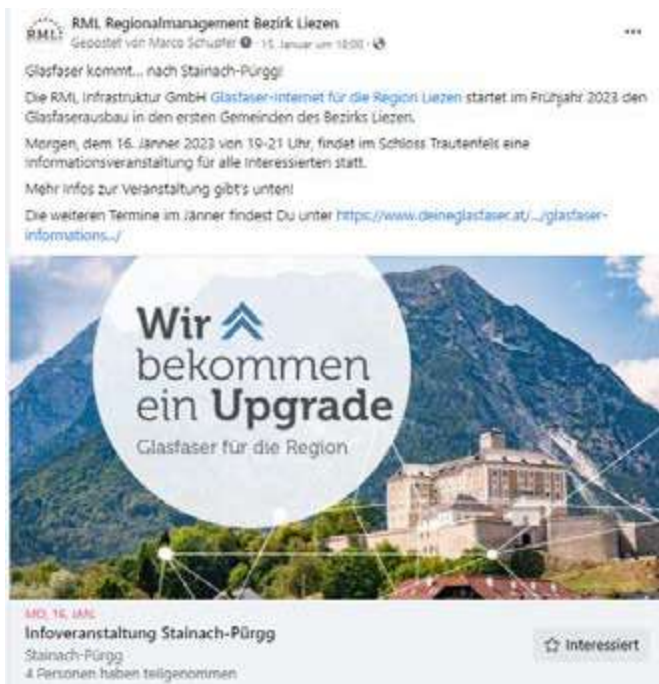 RML Regionalmanagement Bezirk Liezen
Gepostet von Marco Schupfer · 15. Januar um 18:00 ·
Glasfaser kommt... nach Stainach-Pürgg!
Die RML Infrastruktur GmbH Glasfaser-Internet für die Region Liezen startet im Frühjahr 2023 den
Glasfaserausbau in den ersten Gemeinden des Bezirks Liezen.
Morgen, dem 16. Jänner 2023 von 19-21 Uhr, findet im Schloss Trautenfels eine
Informationsveranstaltung für alle Interessierten statt.
Mehr Infos zur Veranstaltung gibt's unten!
Die weiteren Termine im Jänner findest Du unter https://www.deineglasfaser.at/.../glasfaser-
informations.../
Wir
bekommen
ein Upgrade
Glasfaser für die Region
MO, 16. JAN.
Infoveranstaltung Stainach-Pürgg
Stainach-Pürgg
4 Personen haben teilgenommen
Interessiert